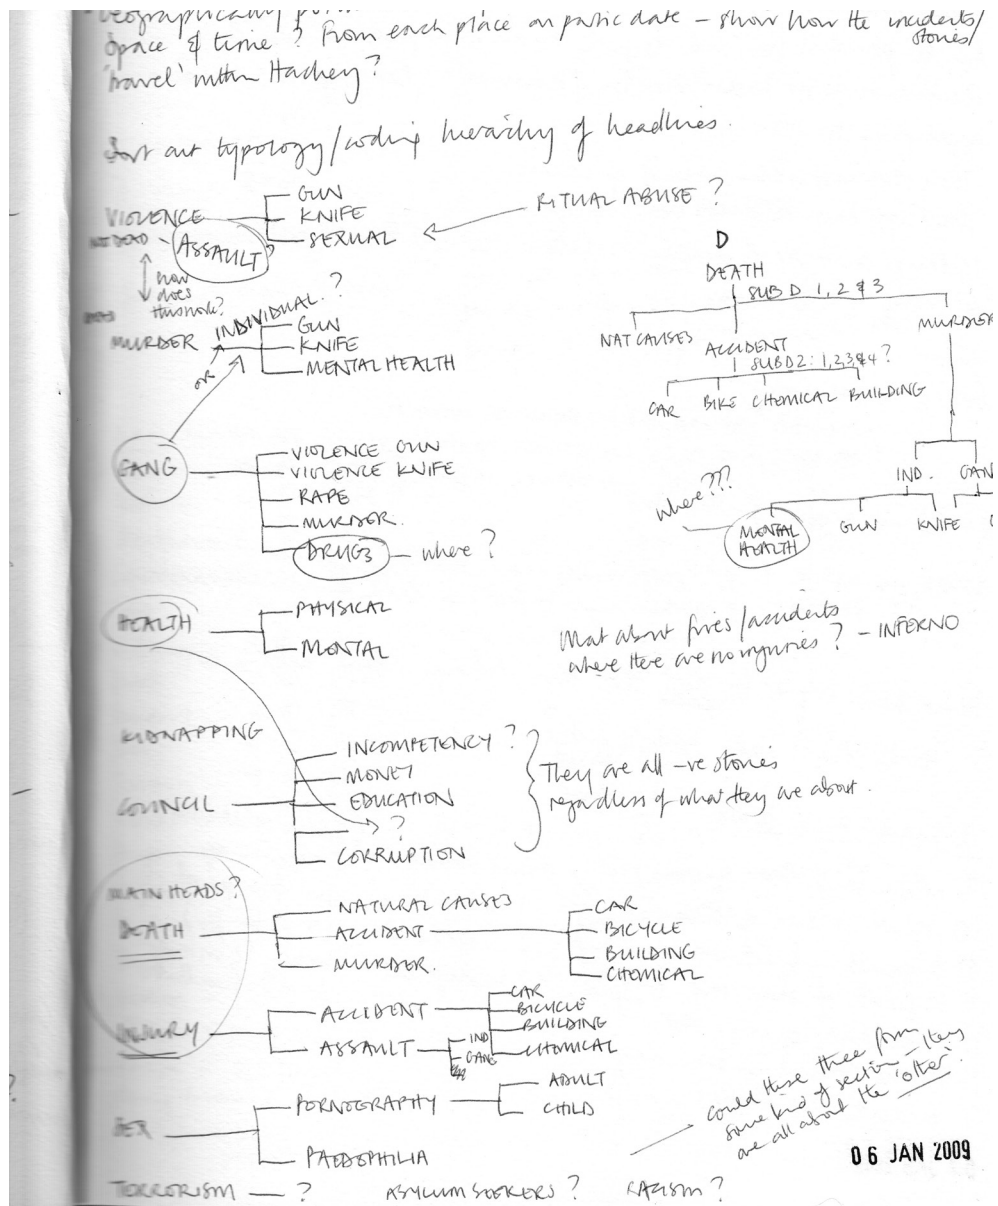 Geographically
Space & time? From each place on partic date – show how the incidents/
stories/
'travel' within Hackney?
Sort out typology/coding hierarchy of headlines.
VIOLENCE
GUN
KNIFE
SEXUAL
RITUAL ABUSE?
NOT DEAD
ASSAULT?
how
does
this work?
DEAD
MURDER
OR
INDIVIDUAL.?
GUN
KNIFE
MENTAL HEALTH
D
DEATH
SUB D 1, 2 & 3
NAT CAUSES
ACCIDENT
MURDER
SUBD2: 1,2,3&4?
CAR
BIKE
CHEMICAL
BUILDING
IND.
GAN
where???
MENTAL
HEALTH
GUN
KNIFE
GANG
VIOLENCE GUN
VIOLENCE KNIFE
RAPE
MURDER.
DRUGS – where?
HEALTH
PHYSICAL
MENTAL
What about fires/accidents
where there are no injuries? – INFERNO
KIDNAPPING
COUNCIL
INCOMPETENCY?
MONEY
EDUCATION
?
CORRUPTION
They are all -ve stories
regardless of what they are about.
MAIN HEADS?
DEATH
NATURAL CAUSES
ACCIDENT
MURDER.
CAR
BICYCLE
BUILDING
CHEMICAL
INJURY
ACCIDENT
CAR
BICYCLE
BUILDING
CHEMICAL
ASSAULT
IND
GANG
SEX
PORNOGRAPHY
ADULT
CHILD
PAEDOPHILIA
could these three form
some kind of section – they
are all about the 'other'.
06 JAN 2009
TERRORISM – ?
ASYLUM SEEKERS?
RACISM?
?